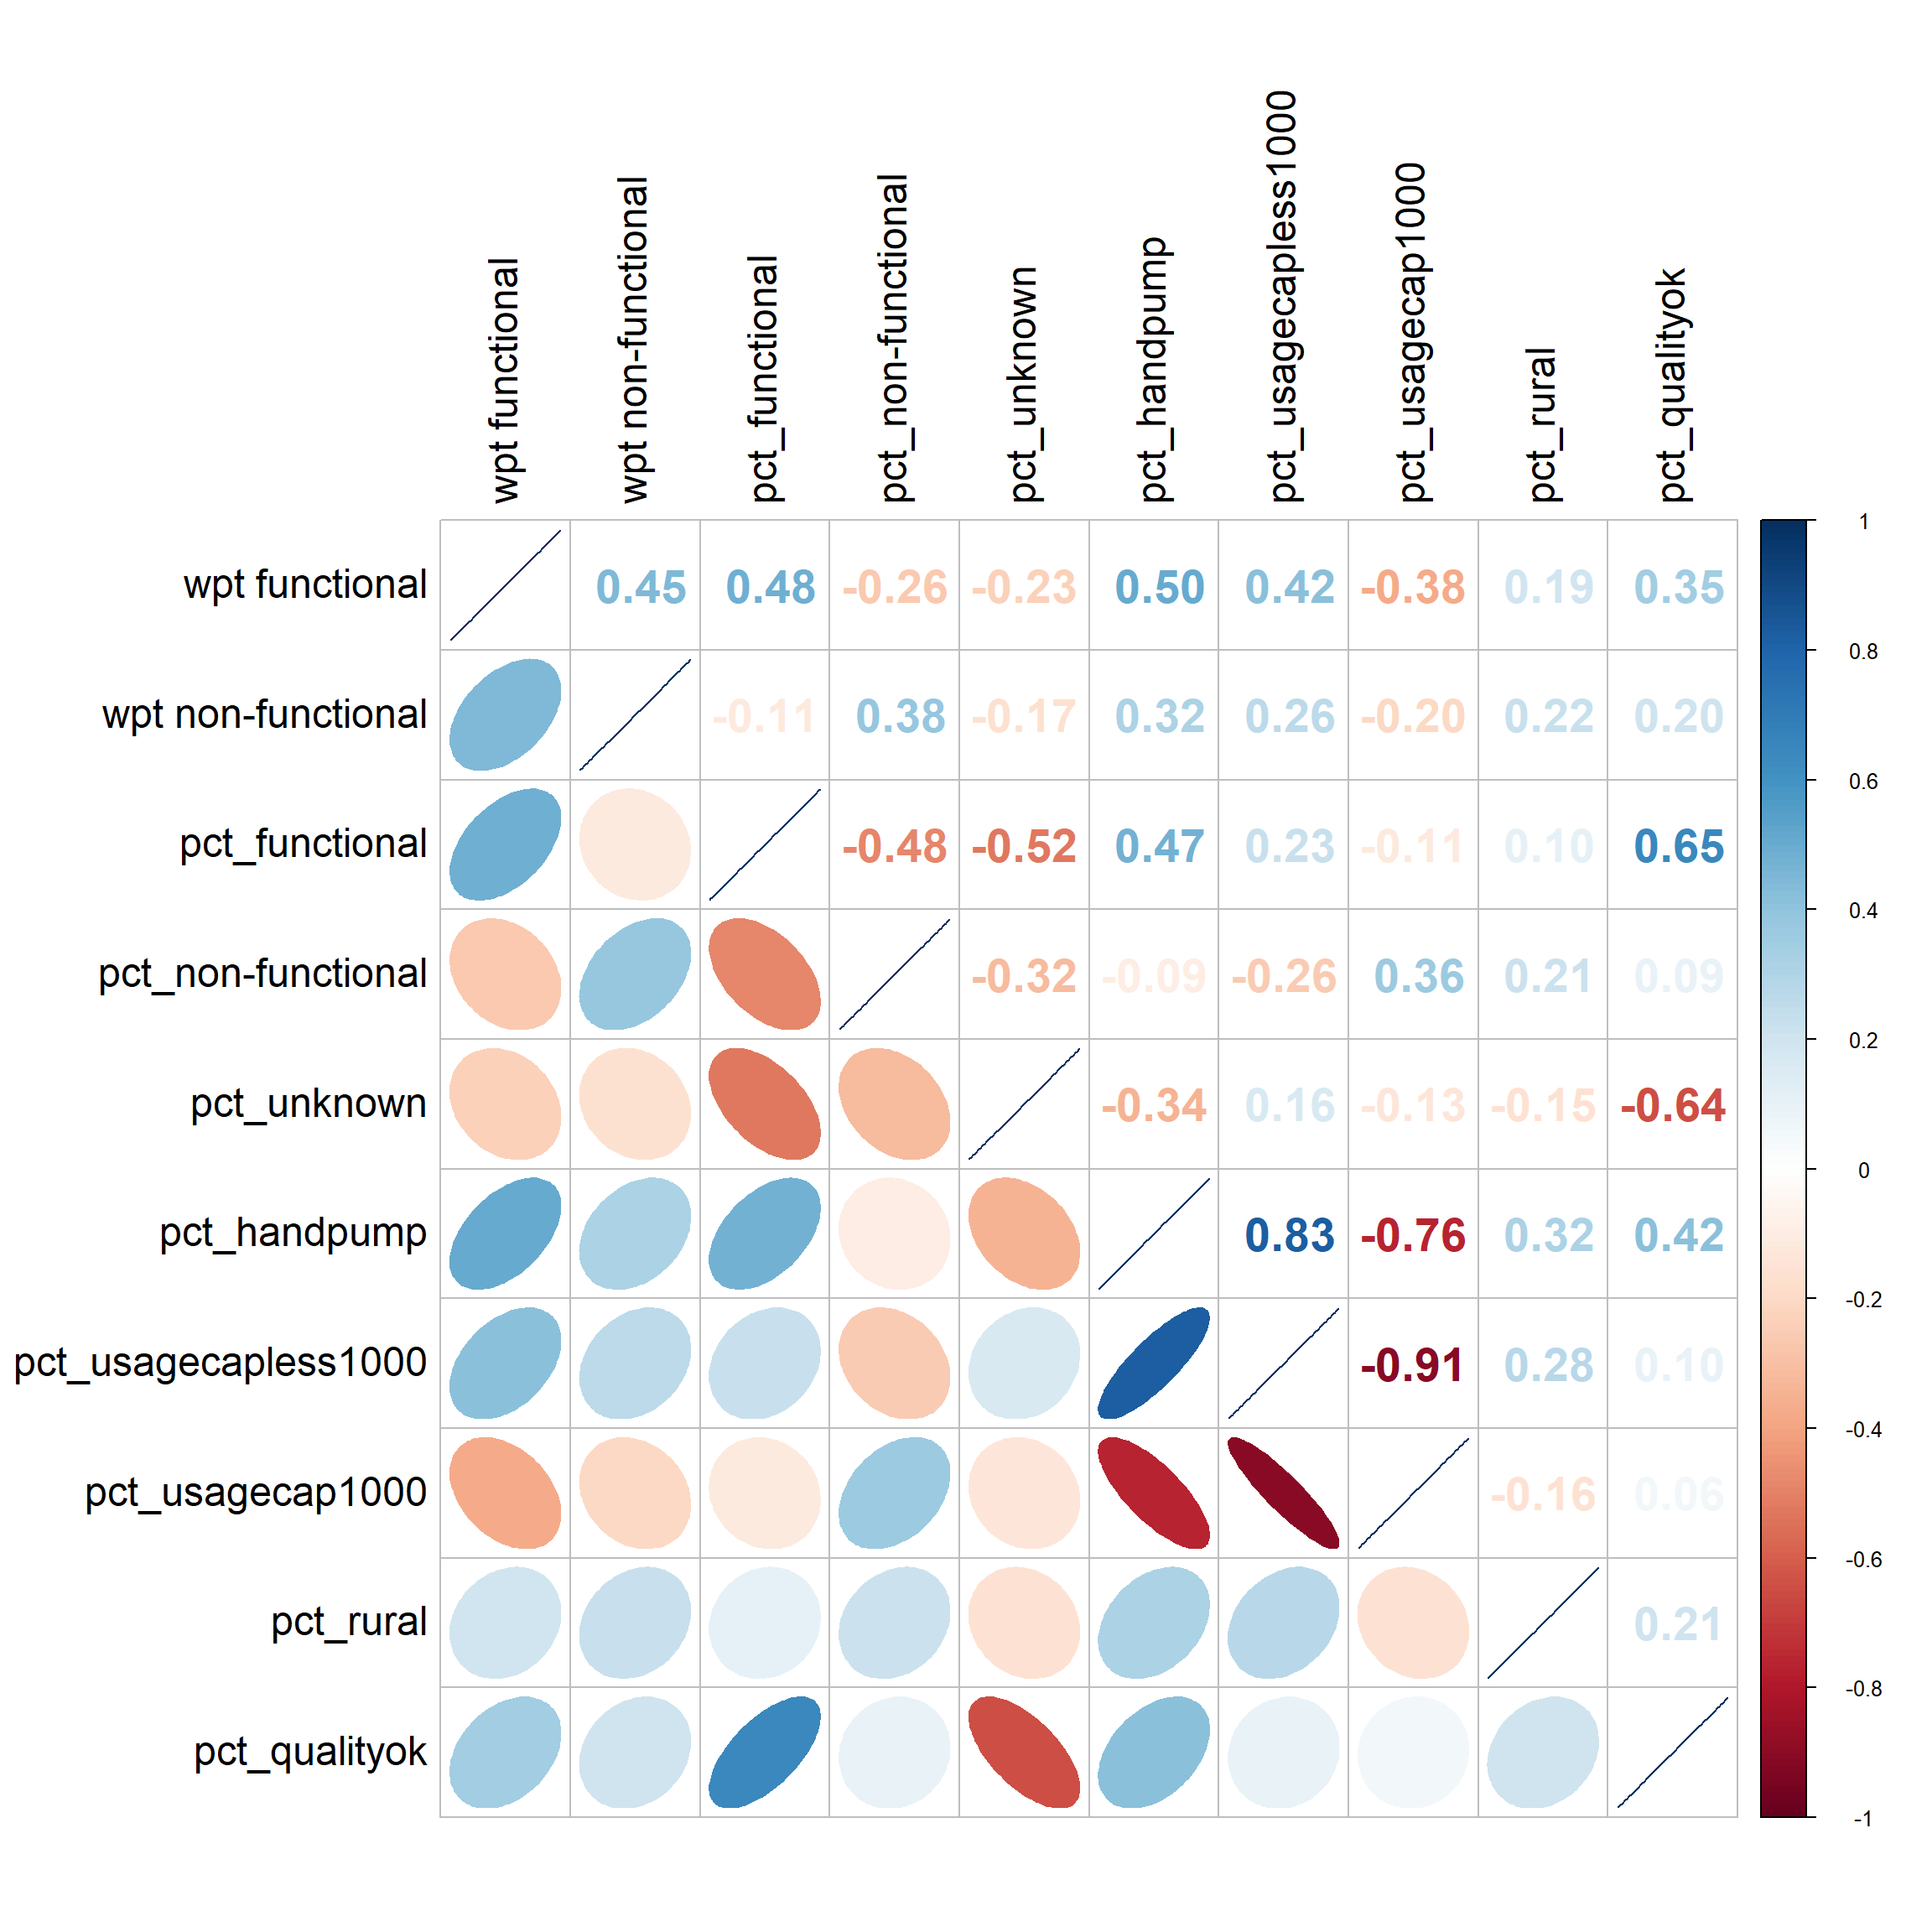 wpt functional
wpt non-functional
pct_functional
pct_non-functional
pct_unknown
pct_handpump
pct_usagecapless1000
pct_usagecap1000
pct_rural
pct_qualityok
wpt functional 0.45 0.48 -0.26 -0.23 0.50 0.42 -0.38 0.19 0.35
wpt non-functional -0.11 0.38 -0.17 0.32 0.26 -0.20 0.22 0.20
pct_functional -0.48 -0.52 0.47 0.23 -0.11 0.10 0.65
pct_non-functional -0.32 -0.09 -0.26 0.36 0.21 0.09
pct_unknown -0.34 0.16 -0.13 -0.15 -0.64
pct_handpump 0.83 -0.76 0.32 0.42
pct_usagecapless1000 -0.91 0.28 0.10
pct_usagecap1000 -0.16 0.06
pct_rural 0.21
pct_qualityok
1
0.8
0.6
0.4
0.2
0
-0.2
-0.4
-0.6
-0.8
-1